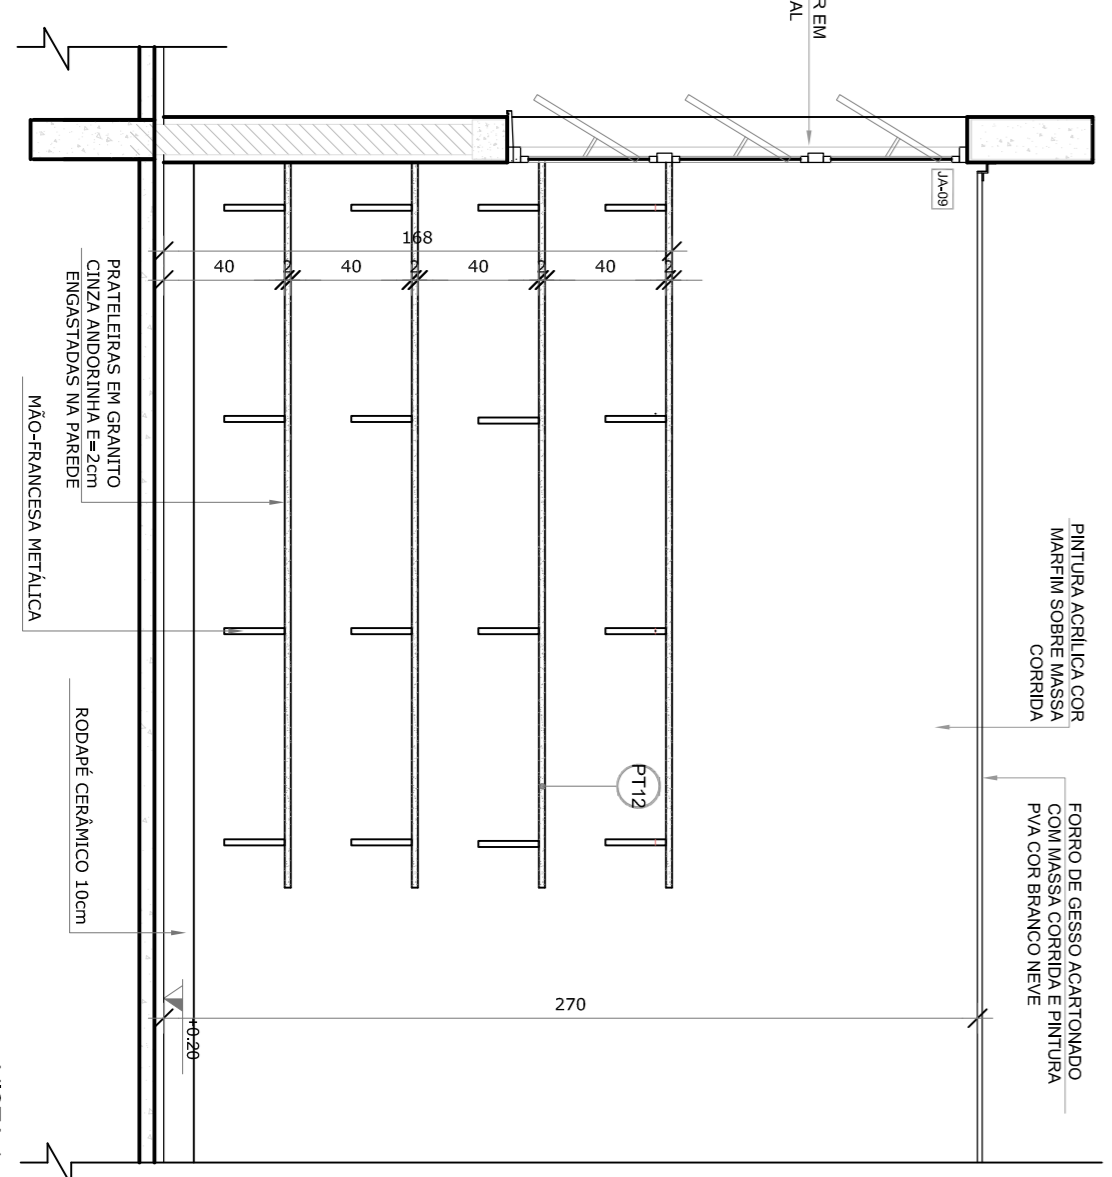 R EM
AL
JA-09
168
40
2
40
2
40
2
40
2
PRATELEIRAS EM GRANITO
CINZA ANDORINHA E=2cm
ENGASTADAS NA PAREDE
MÃO-FRANCESA METÁLICA
PINTURA ACRÍLICA COR
MARFIM SOBRE MASSA
CORRIDA
PT12
RODAPÉ CERÂMICO 10cm
FORRO DE GESSO ACARTONADO
COM MASSA CORRIDA E PINTURA
PVA COR BRANCO NEVE
270
+0.20